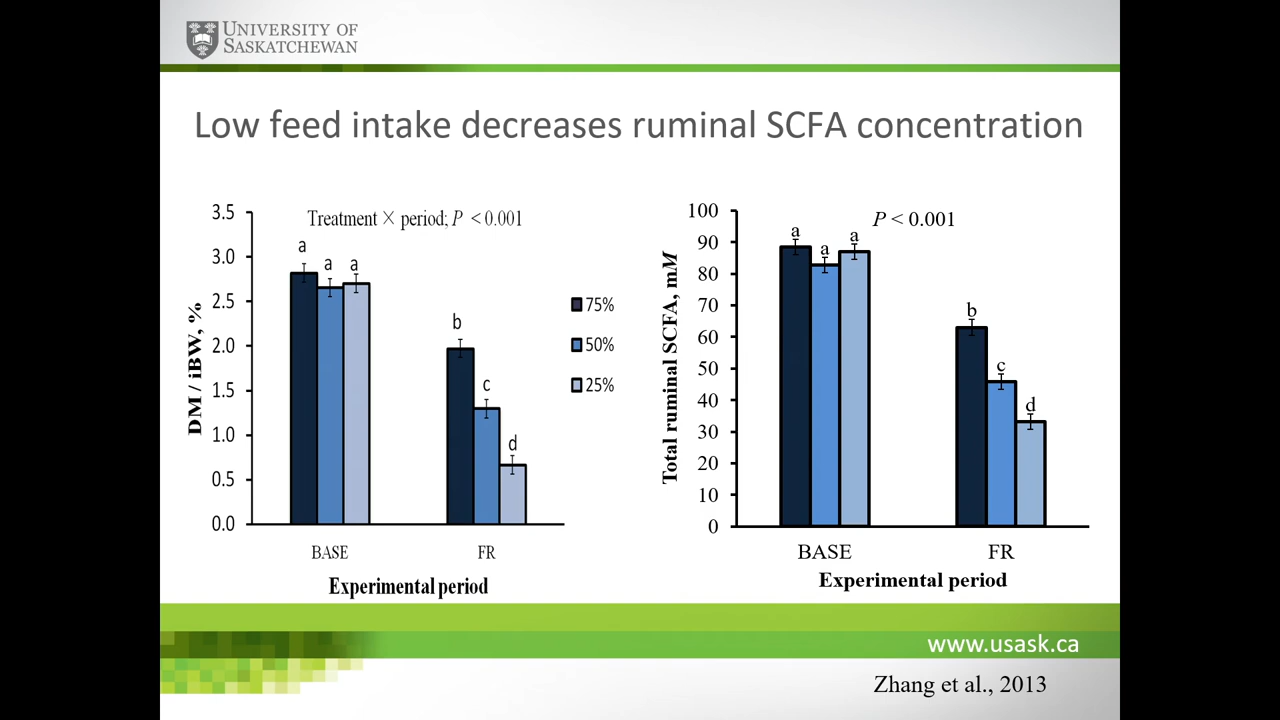 UNIVERSITY OF
SASKATCHEWAN
Low feed intake decreases ruminal SCFA concentration
Treatment × period; P < 0.001
3.5
3.0
2.5
2.0
1.5
1.0
0.5
0.0
DM / iBW, %
a
a
a
b
c
d
BASE
FR
Experimental period
75%
50%
25%
P < 0.001
100
90
80
70
60
50
40
30
20
10
0
Total ruminal SCFA, mM
a
a
a
b
c
d
BASE
FR
Experimental period
www.usask.ca
Zhang et al., 2013